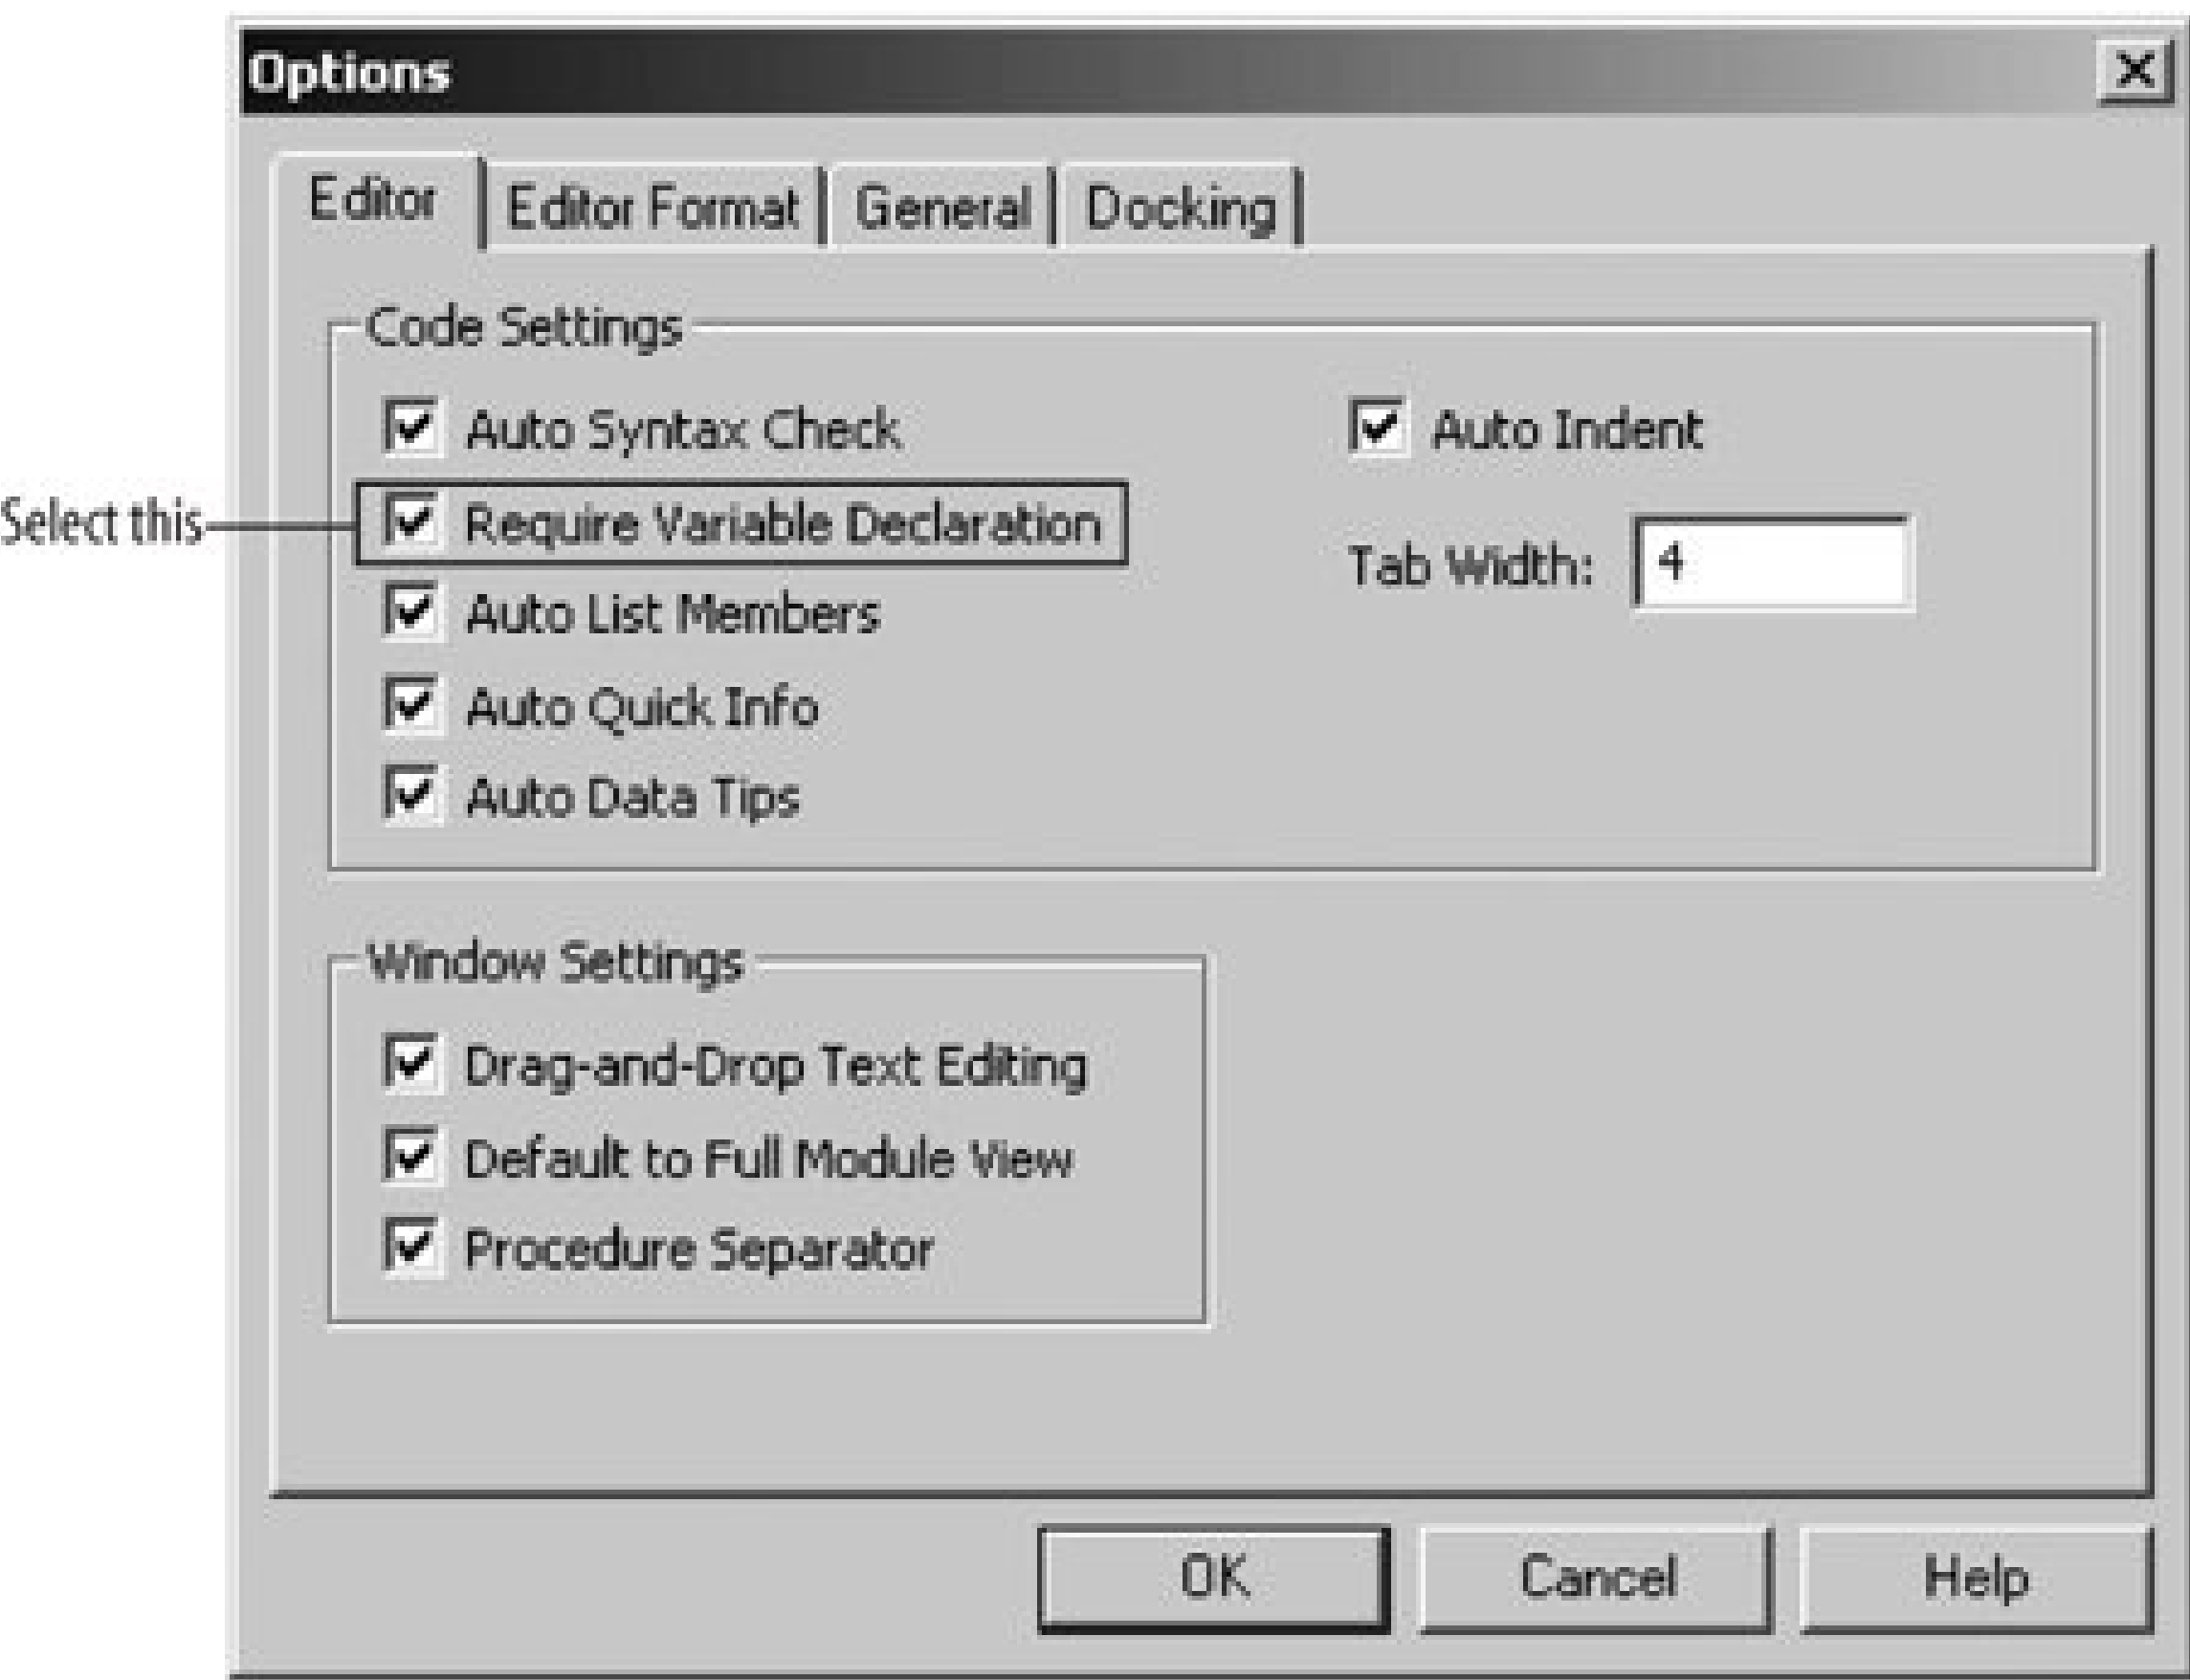 Options
Editor Editor Format General Docking
Code Settings
Auto Syntax Check Auto Indent
Select this Require Variable Declaration
Tab Width: 4
Auto List Members
Auto Quick Info
Auto Data Tips
Window Settings
Drag-and-Drop Text Editing
Default to Full Module View
Procedure Separator
OK Cancel Help